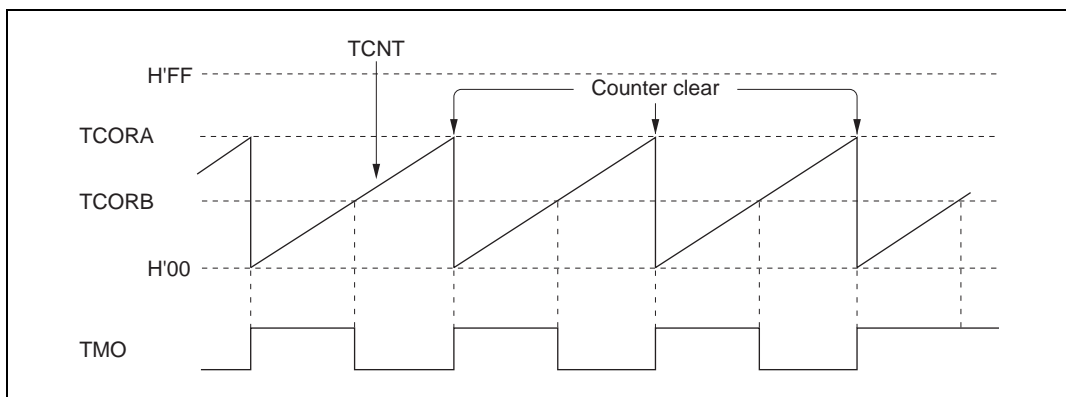 TCNT
H'FF
Counter clear
TCORA
TCORB
H'00
TMO